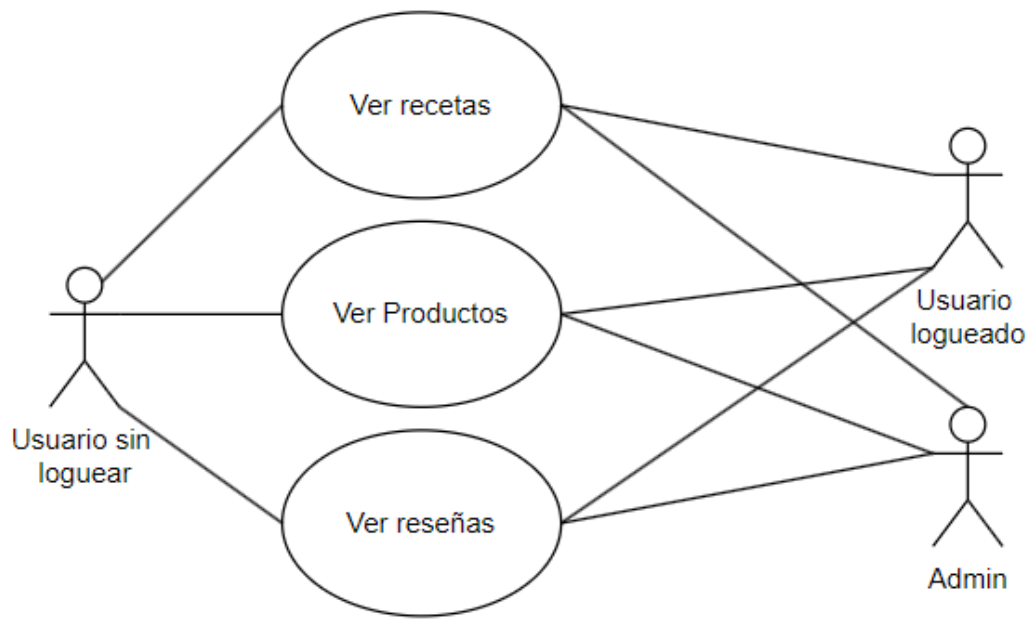 Ver recetas
Ver Productos
Usuario
logueado
Usuario sin
loguear
Ver reseñas
Admin